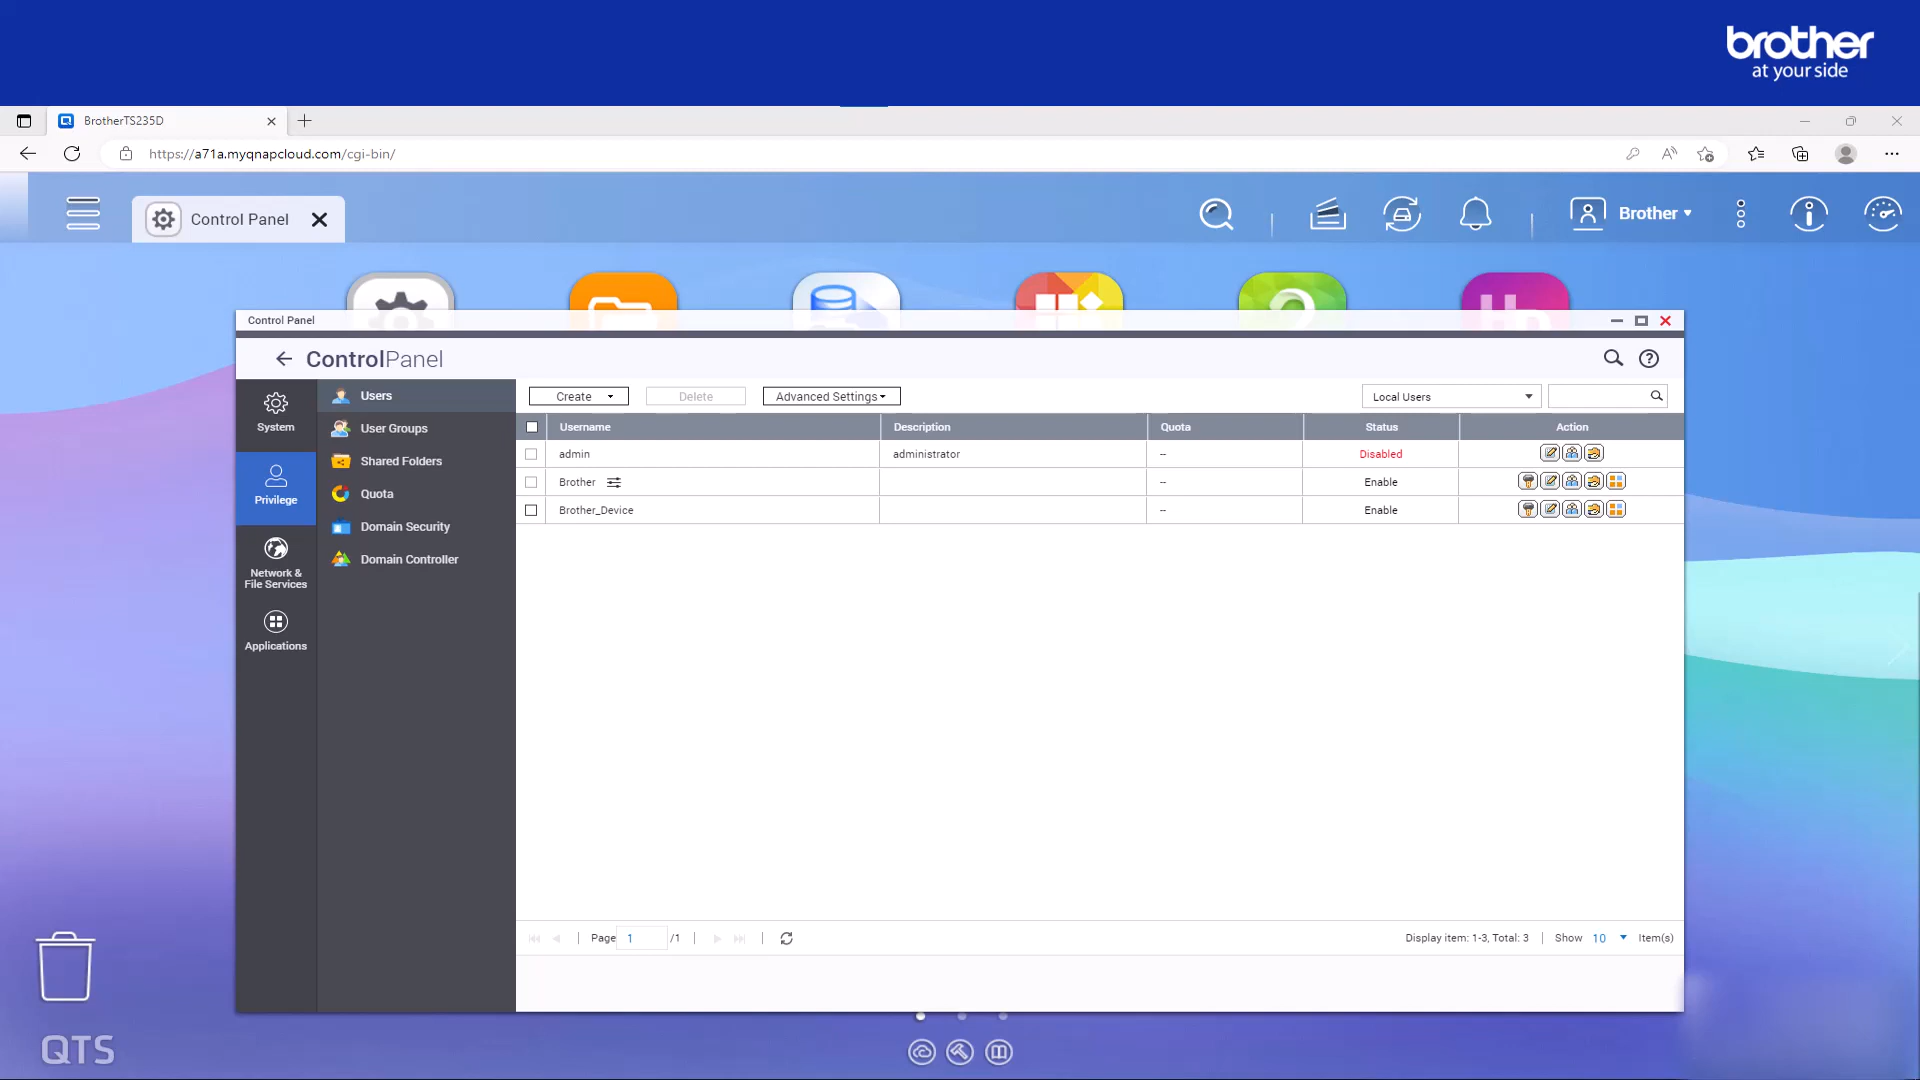 brother
at your side
BrotherTS235D
https://a71a.myqnapcloud.com/cgi-bin/
Control Panel
Brother
Control Panel
ControlPanel
System
Privilege
Network &
File Services
Applications
Users
User Groups
Shared Folders
Quota
Domain Security
Domain Controller
Create
Delete
Advanced Settings
Local Users
Username Description Quota Status Action
admin administrator -- Disabled
Brother -- Enable
Brother_Device -- Enable
Page 1 /1
Display item: 1-3, Total: 3 | Show 10 Item(s)
QTS